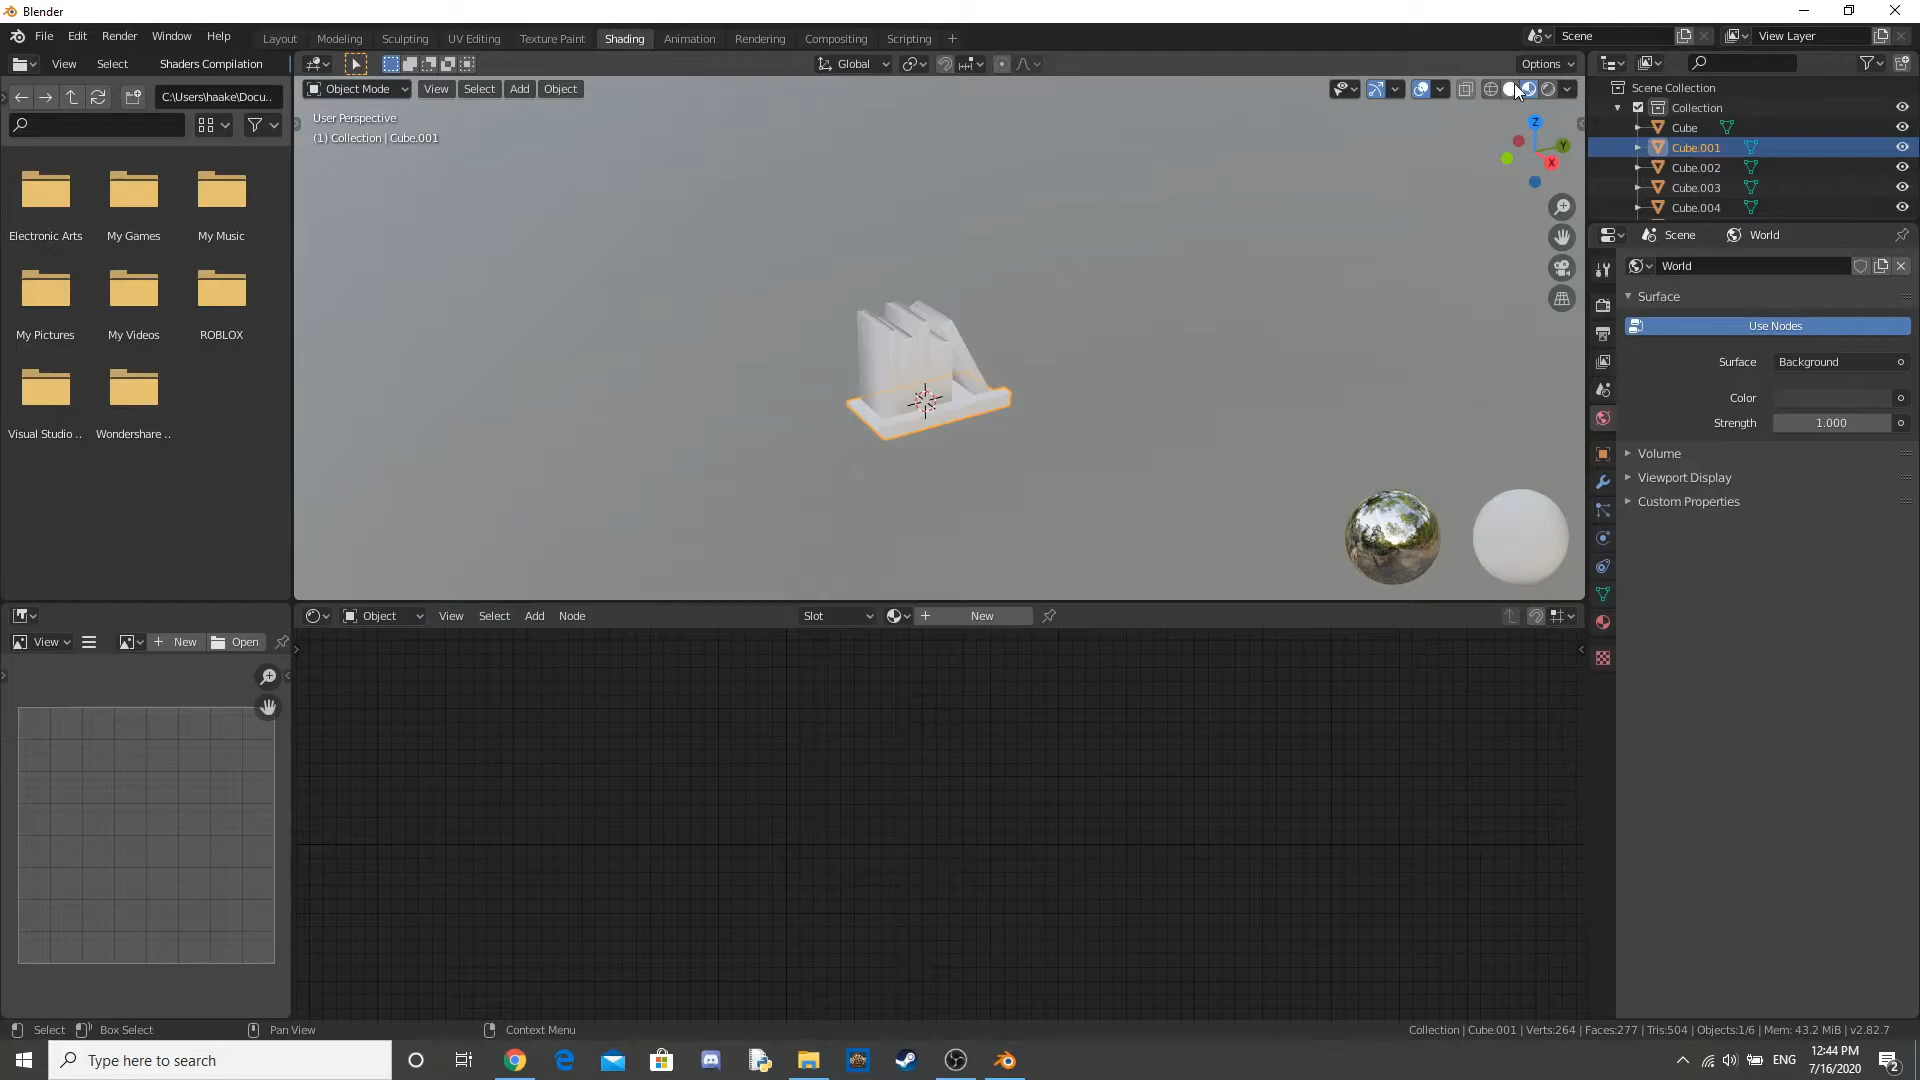 Blender
File Edit Render Window Help
Layout Modeling Sculpting UV Editing Texture Paint Shading Animation Rendering Compositing Scripting
Scene
View Layer
View Select Shaders Compilation
Global
Options
C:\Users\haake\Docu..
Object Mode View Select Add Object
User Perspective
(1) Collection | Cube.001
Z
Y
X
Electronic Arts
My Games
My Music
My Pictures
My Videos
ROBLOX
Visual Studio ..
Wondershare ..
Scene Collection
Collection
Cube
Cube.001
Cube.002
Cube.003
Cube.004
Scene World
World
Surface
Use Nodes
Surface Background
Color
Strength 1.000
Volume
Viewport Display
Custom Properties
View New Open
Object View Select Add Node Slot New
Select Box Select Pan View Context Menu
Collection | Cube.001 | Verts:264 | Faces:277 | Tris:504 | Objects:1/6 | Mem: 43.2 MiB | v2.82.7
Type here to search
ENG
12:44 PM
7/16/2020
2